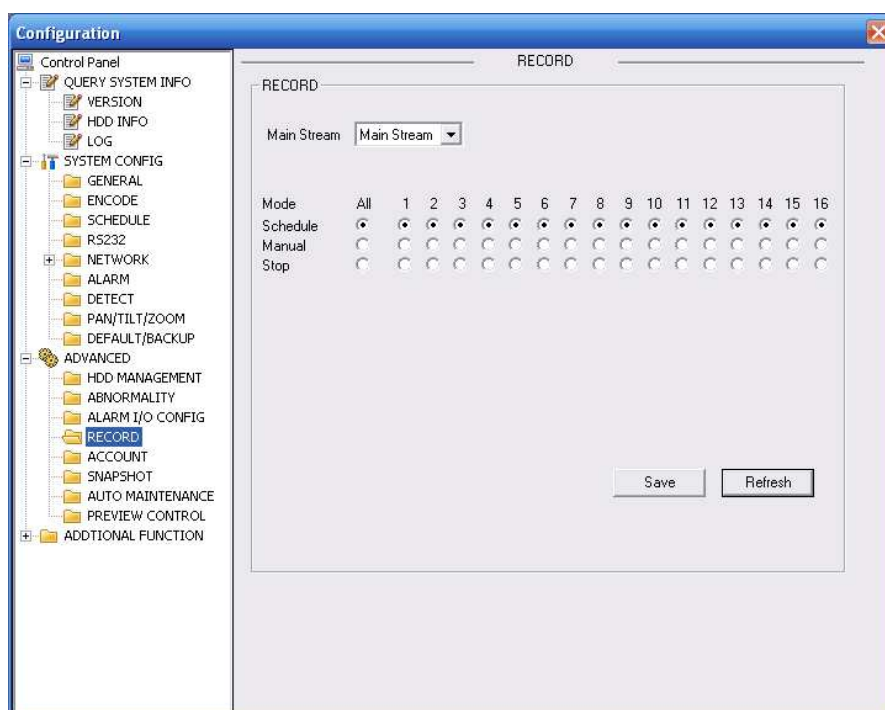 Configuration
Control Panel
QUERY SYSTEM INFO
VERSION
HDD INFO
LOG
SYSTEM CONFIG
GENERAL
ENCODE
SCHEDULE
RS232
NETWORK
ALARM
DETECT
PAN/TILT/ZOOM
DEFAULT/BACKUP
ADVANCED
HDD MANAGEMENT
ABNORMALITY
ALARM I/O CONFIG
RECORD
ACCOUNT
SNAPSHOT
AUTO MAINTENANCE
PREVIEW CONTROL
ADDTIONAL FUNCTION
RECORD
RECORD
Main Stream Main Stream
Mode All 1 2 3 4 5 6 7 8 9 10 11 12 13 14 15 16
Schedule
Manual
Stop
Save Refresh